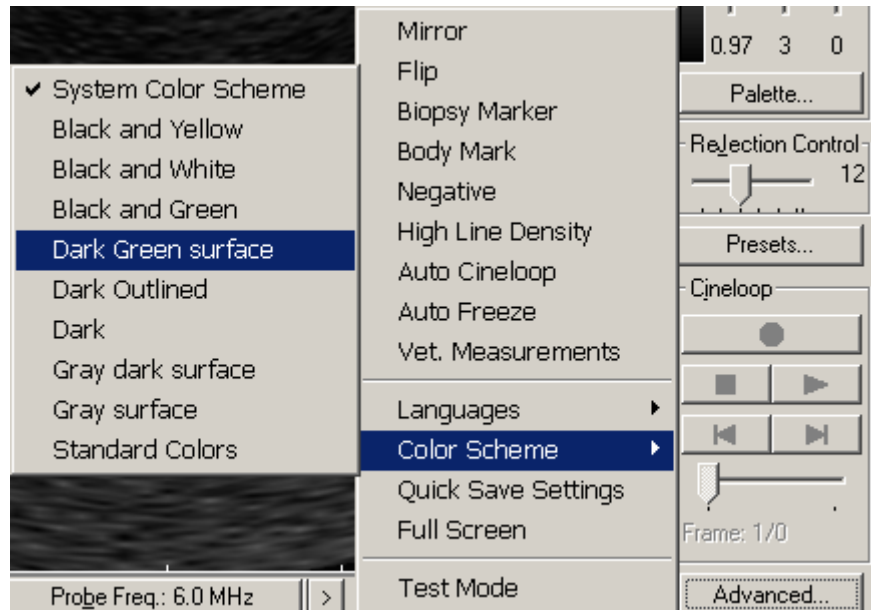 System Color Scheme
Black and Yellow
Black and White
Black and Green
Dark Green surface
Dark Outlined
Dark
Gray dark surface
Gray surface
Standard Colors
Probe Freq.: 6.0 MHz >
Mirror
Flip
Biopsy Marker
Body Mark
Negative
High Line Density
Auto Cineloop
Auto Freeze
Vet. Measurements
Languages
Color Scheme
Quick Save Settings
Full Screen
Test Mode
0.97 3 0
Palette...
ReJection Control
12
Presets...
Cineloop
Frame: 1/0
Advanced...